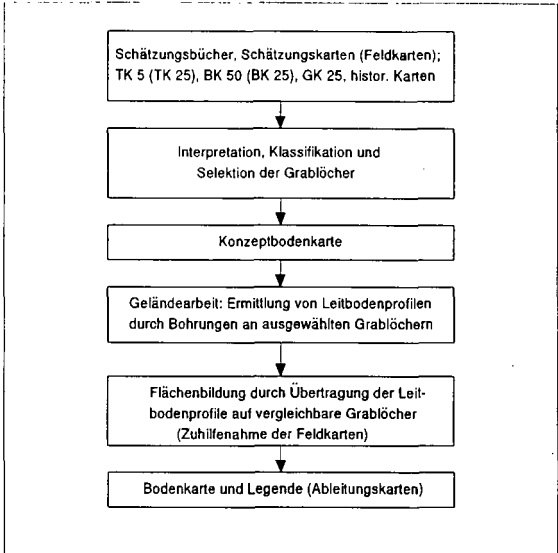 Schätzungsbücher, Schätzungskarten (Feldkarten);
TK 5 (TK 25), BK 50 (BK 25), GK 25, histor. Karten
Interpretation, Klassifikation und
Selektion der Grablöcher
Konzeptbodenkarte
Geländearbeit: Ermittlung von Leitbodenprofilen
durch Bohrungen an ausgewählten Grablöchern
Flächenbildung durch Übertragung der Leit-
bodenprofile auf vergleichbare Grablöcher
(Zuhilfenahme der Feldkarten)
Bodenkarte und Legende (Ableitungskarten)